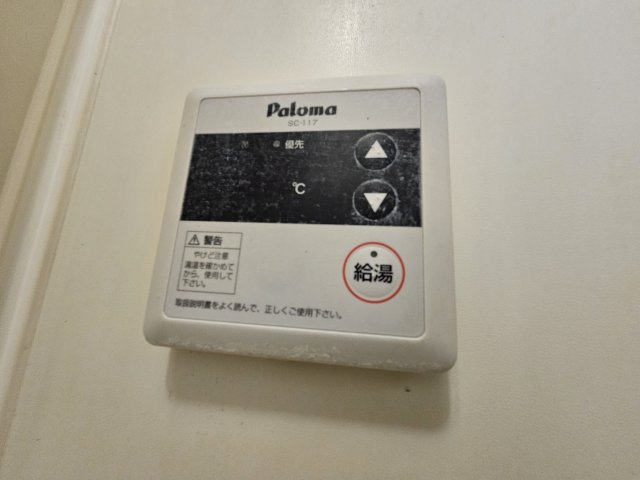 Paloma
SC-117
優先
℃
警告
やけど注意
湯温を確かめて
から、使用して
下さい。
給湯
取扱説明書をよく読んで、正しくご使用下さい。